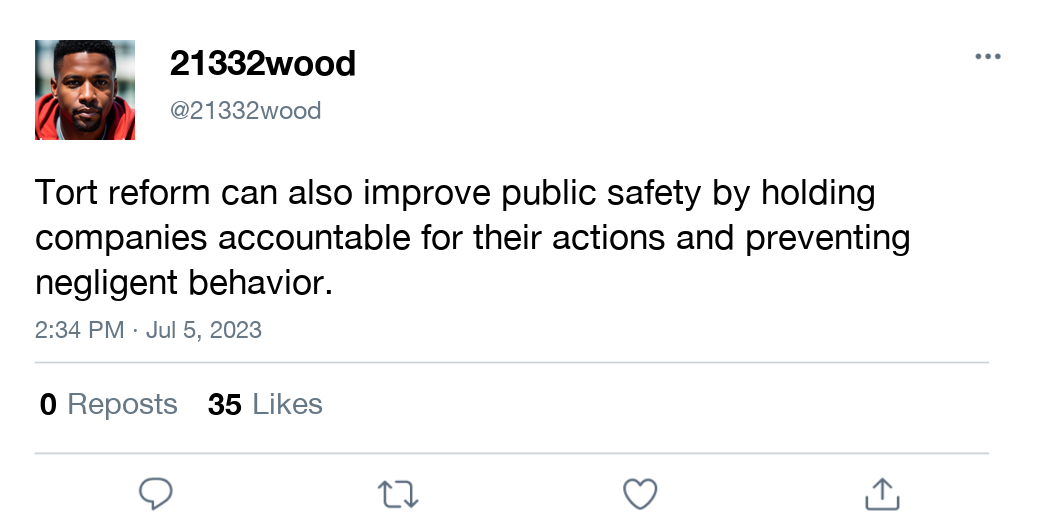 21332wood
@21332wood
Tort reform can also improve public safety by holding
companies accountable for their actions and preventing
negligent behavior.
2:34 PM · Jul 5, 2023
0 Reposts 35 Likes